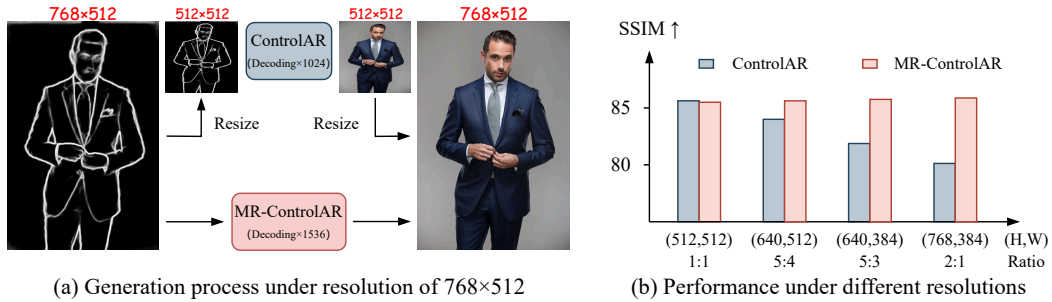 768×512
512×512
512×512
768×512
ControlAR
(Decoding×1024)
Resize
Resize
MR-ControlAR
(Decoding×1536)
(a) Generation process under resolution of 768×512
SSIM ↑
ControlAR
MR-ControlAR
85
80
(512,512)
(640,512)
(640,384)
(768,384)
(H,W)
1:1
5:4
5:3
2:1
Ratio
(b) Performance under different resolutions